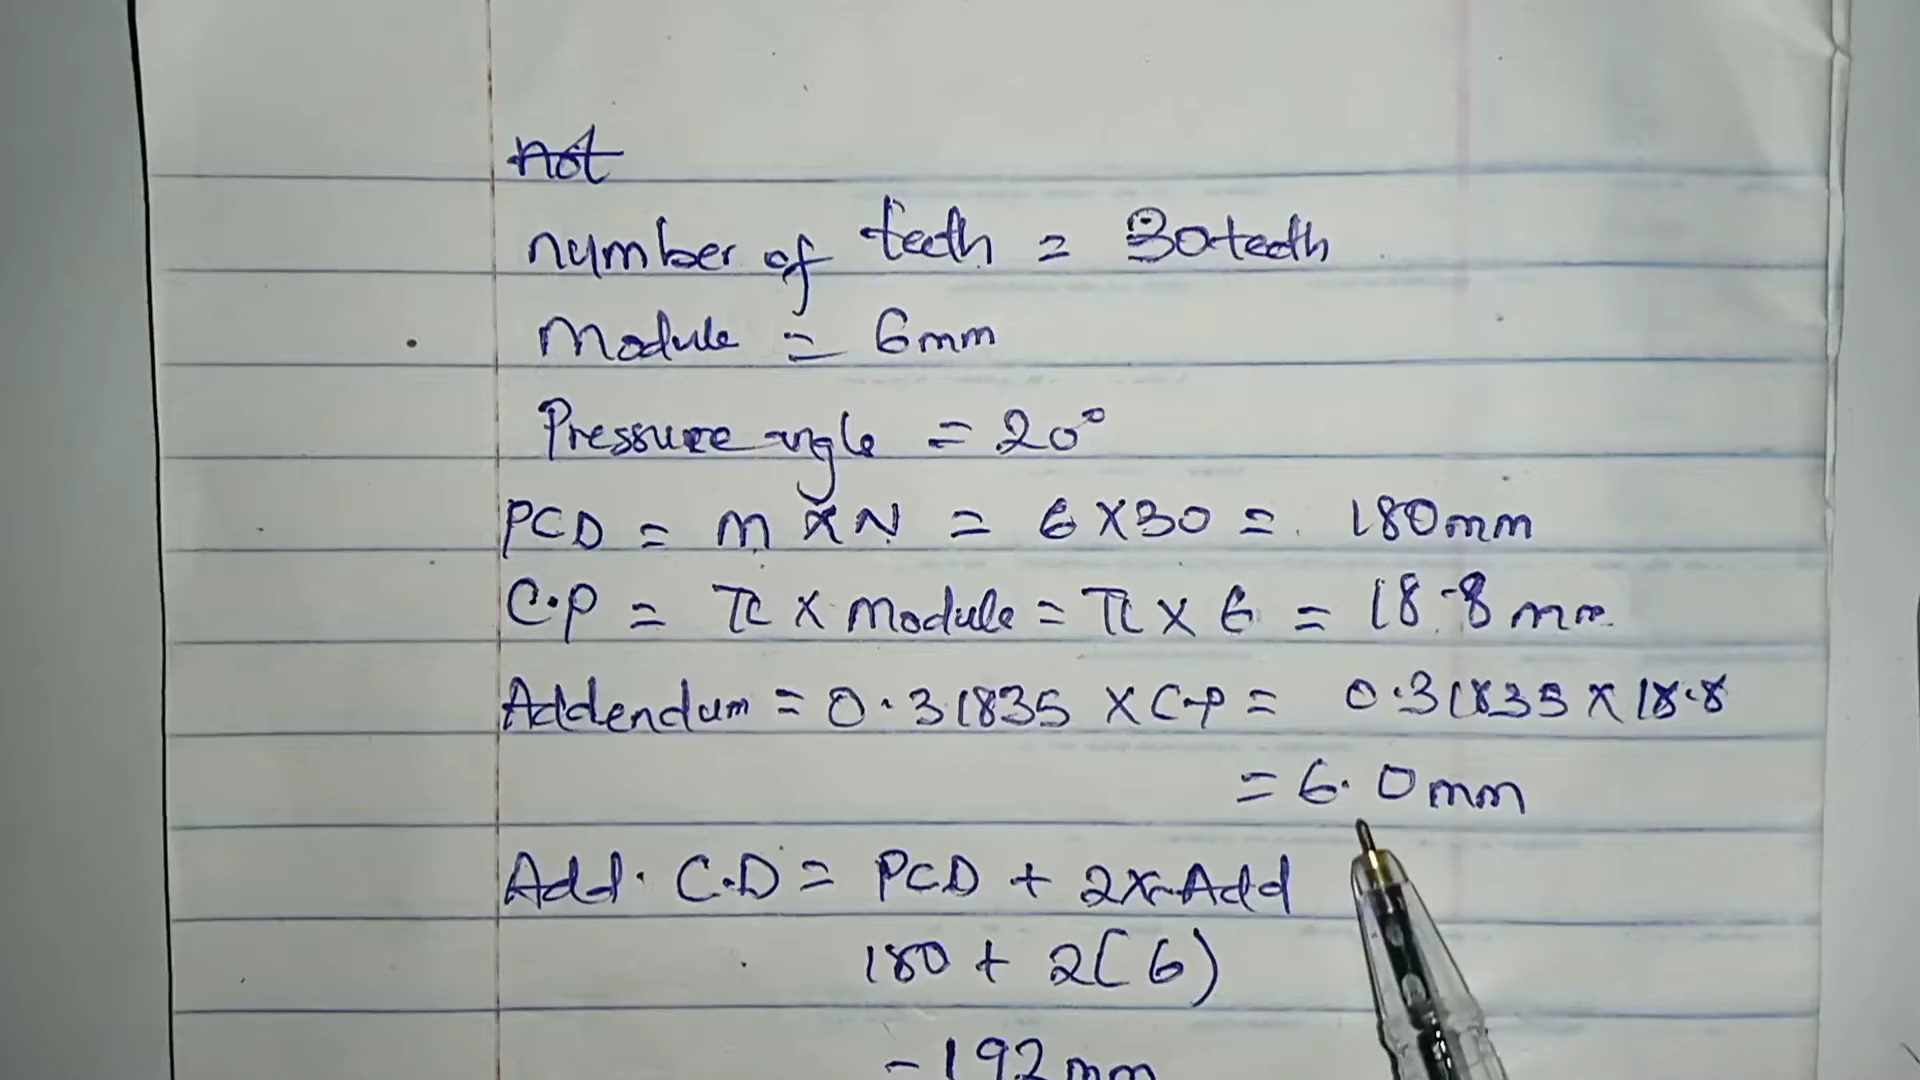 not
number of teeth = 30 teeth
Module = 6mm
Pressure angle = 20°
PCD = m x N = 6 x 30 = 180mm
C.P = π x Module = π x 6 = 18.8 mm
Addendum = 0.31835 x C.P = 0.31835 x 18.8
= 6.0mm
Add. C.D = PCD + 2x Add
180 + 2(6)
= 192mm